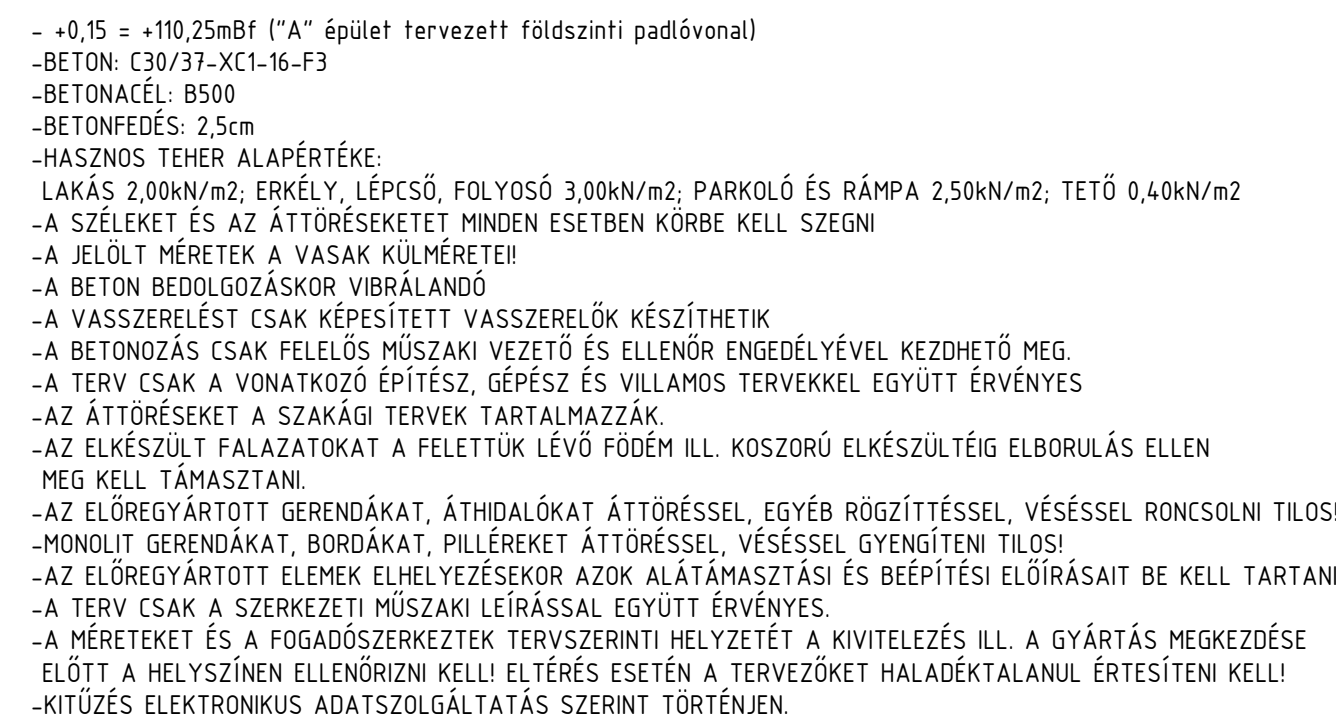 - +0,15 = +110,25mBf ("A" épület tervezett földszinti padlóvonal)
-BETON: C30/37-XC1-16-F3
-BETONACÉL: B500
-BETONFEDÉS: 2,5cm
-HASZNOS TEHER ALAPÉRTÉKE:
LAKÁS 2,00kN/m2; ERKÉLY, LÉPCSŐ, FOLYOSÓ 3,00kN/m2; PARKOLÓ ÉS RÁMPA 2,50kN/m2; TETŐ 0,40kN/m2
-A SZÉLEKET ÉS AZ ÁTTÖRÉSEKETET MINDEN ESETBEN KÖRBE KELL SZEGNI
-A JELÖLT MÉRETEK A VASAK KÜLMÉRETEI!
-A BETON BEDOLGOZÁSKOR VIBRÁLANDÓ
-A VASSZERELÉST CSAK KÉPESÍTETT VASSZERELŐK KÉSZÍTHETIK
-A BETONOZÁS CSAK FELELŐS MŰSZAKI VEZETŐ ÉS ELLENŐR ENGEDÉLYÉVEL KEZDHETŐ MEG.
-A TERV CSAK A VONATKOZÓ ÉPÍTÉSZ, GÉPÉSZ ÉS VILLAMOS TERVEKKEL EGYÜTT ÉRVÉNYES
-AZ ÁTTÖRÉSEKET A SZAKÁGI TERVEK TARTALMAZZÁK.
-AZ ELKÉSZÜLT FALAZATOKAT A FELETTÜK LÉVŐ FÖDÉM ILL. KOSZORÚ ELKÉSZÜLTÉIG ELBORULÁS ELLEN
MEG KELL TÁMASZTANI.
-AZ ELŐREGYÁRTOTT GERENDÁKAT, ÁTHIDALÓKAT ÁTTÖRÉSSEL, EGYÉB RÖGZÍTTÉSSEL, VÉSÉSSEL RONCSOLNI TILOS!
-MONOLIT GERENDÁKAT, BORDÁKAT, PILLÉREKET ÁTTÖRÉSSEL, VÉSÉSSEL GYENGÍTENI TILOS!
-AZ ELŐREGYÁRTOTT ELEMEK ELHELYEZÉSEKOR AZOK ALÁTÁMASZTÁSI ÉS BEÉPÍTÉSI ELŐÍRÁSAIT BE KELL TARTANI
-A TERV CSAK A SZERKEZETI MŰSZAKI LEÍRÁSSAL EGYÜTT ÉRVÉNYES.
-A MÉRETEKET ÉS A FOGADÓSZERKEZTEK TERVSZERINTI HELYZETÉT A KIVITELEZÉS ILL. A GYÁRTÁS MEGKEZDÉSE
ELŐTT A HELYSZÍNEN ELLENŐRIZNI KELL! ELTÉRÉS ESETÉN A TERVEZŐKET HALADÉKTALANUL ÉRTESÍTENI KELL!
-KITŰZÉS ELEKTRONIKUS ADATSZOLGÁLTATÁS SZERINT TÖRTÉNJEN.